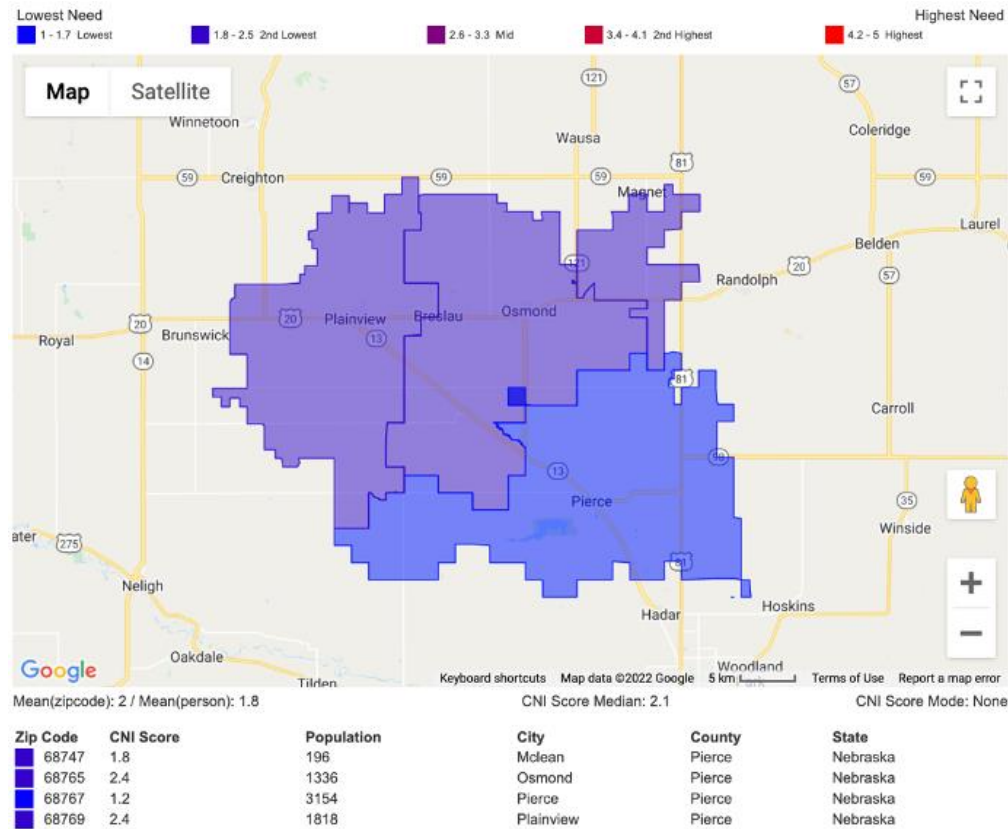 Lowest Need Highest Need
1 - 1.7 Lowest 1.8 - 2.5 2nd Lowest 2.6 - 3.3 Mid 3.4 - 4.1 2nd Highest 4.2 - 5 Highest
Map Satellite
121
57
Winnetoon
Coleridge
Wausa
81
59 Creighton 59 59 59
Magnet
Laurel
Belden
121
20
57
Randolph
20 Plainview Breslau Osmond
20
Royal Brunswick 13
14
81
Carroll
98
13
Pierce
35
Winside
ater
275
81
Neligh
Hoskins
Hadar
Oakdale
Woodland
Google Tilden
Keyboard shortcuts Map data ©2022 Google 5 km Terms of Use Report a map error
Mean(zipcode): 2 / Mean(person): 1.8 CNI Score Median: 2.1 CNI Score Mode: None
Zip Code CNI Score Population City County State
68747 1.8 196 Mclean Pierce Nebraska
68765 2.4 1336 Osmond Pierce Nebraska
68767 1.2 3154 Pierce Pierce Nebraska
68769 2.4 1818 Plainview Pierce Nebraska